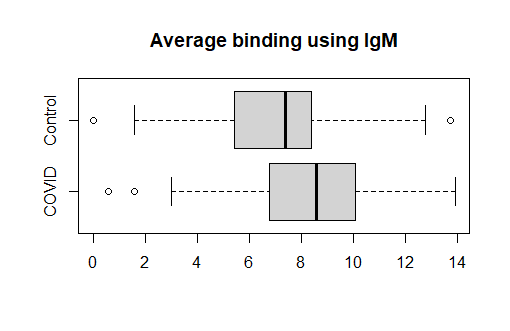 Average binding using IgM
Control
COVID
0 2 4 6 8 10 12 14